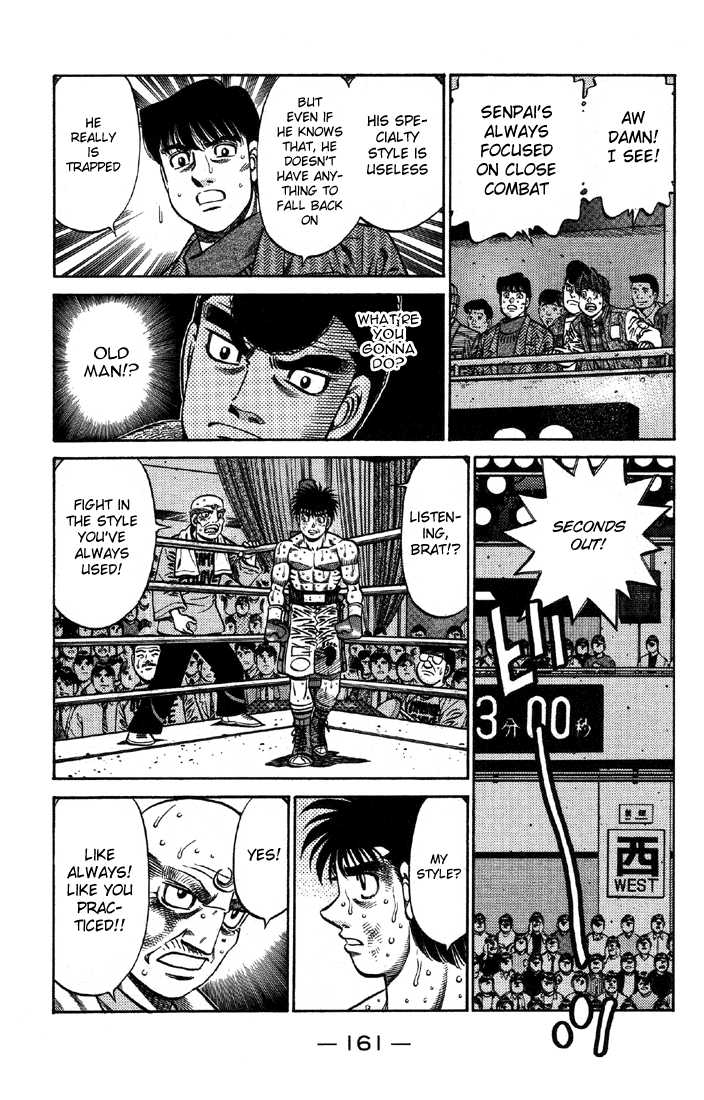 AW
DAMN!
I SEE!
SENPAI'S
ALWAYS
FOCUSED
ON CLOSE
COMBAT
HIS SPE-
CIALTY
STYLE IS
USELESS
BUT
EVEN IF
HE KNOWS
THAT, HE
DOESN'T
HAVE ANY-
THING TO
FALL BACK
ON
HE
REALLY
IS
TRAPPED
WHAT'RE
YOU
GONNA
DO?
OLD
MAN!?
SECONDS
OUT!
ビーッ
3分00秒
西
WEST
LISTEN-
ING,
BRAT!?
FIGHT IN
THE STYLE
YOU'VE
ALWAYS
USED!
MY
STYLE?
YES!
LIKE
ALWAYS!
LIKE YOU
PRAC-
TICED!!
— 161 —